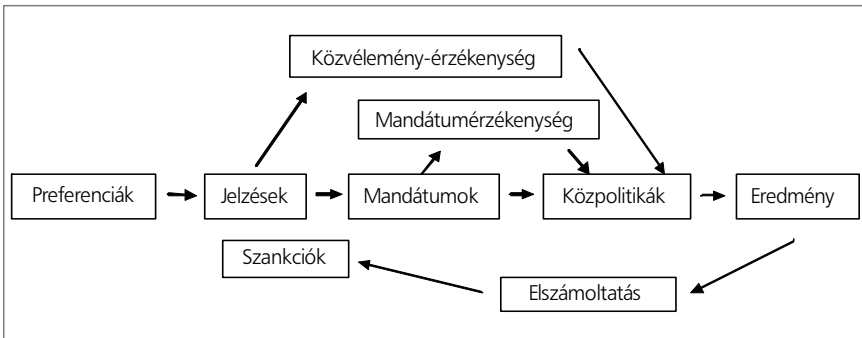 Közvélemény-érzékenység
Mandátumérzékenység
Preferenciák
Jelzések
Mandátumok
Közpolitikák
Eredmény
Szankciók
Elszámoltatás